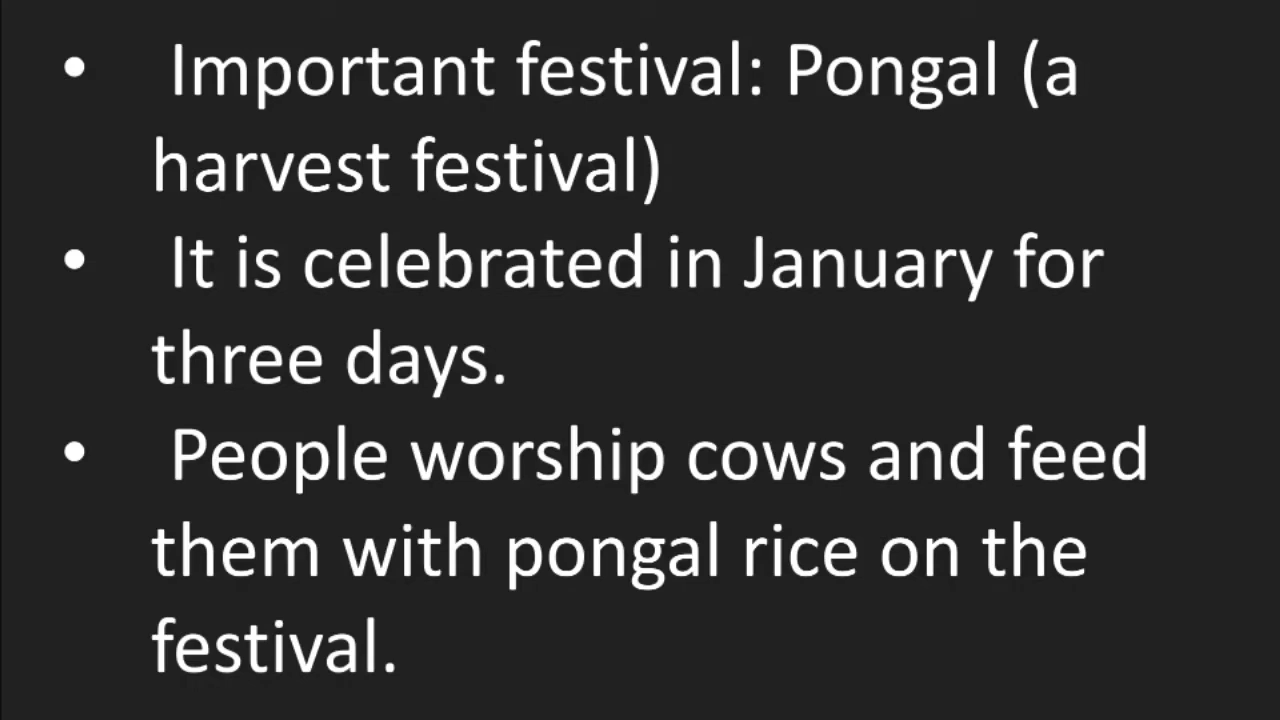 • Important festival: Pongal (a
harvest festival)
• It is celebrated in January for
three days.
• People worship cows and feed
them with pongal rice on the
festival.